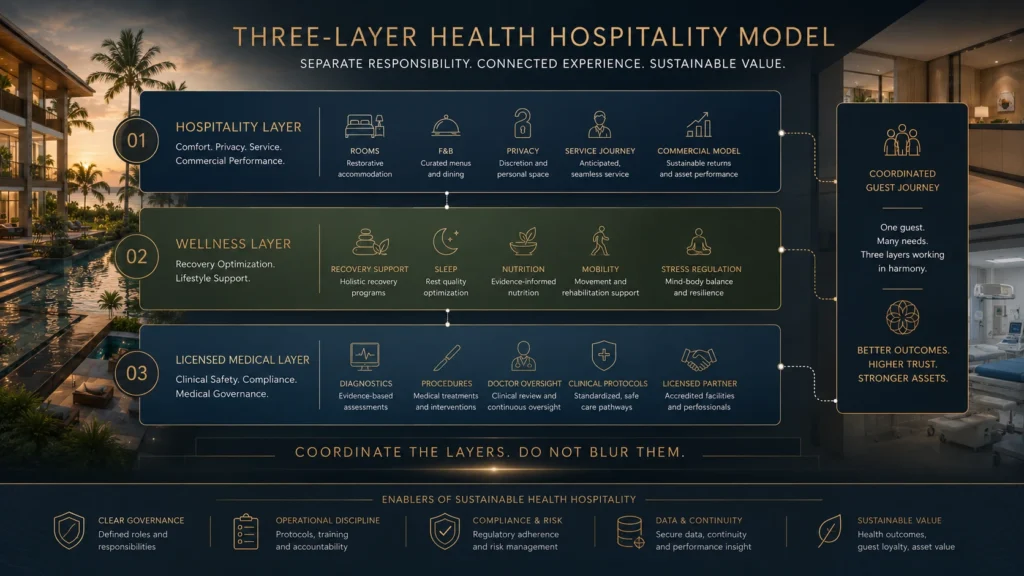 THREE-LAYER HEALTH HOSPITALITY MODEL
SEPARATE RESPONSIBILITY. CONNECTED EXPERIENCE. SUSTAINABLE VALUE.
01
HOSPITALITY LAYER
Comfort. Privacy. Service.
Commercial Performance.
ROOMS
Restorative
accommodation
F&B
Curated menus
and dining
PRIVACY
Discretion and
personal space
SERVICE JOURNEY
Anticipated,
seamless service
COMMERCIAL MODEL
Sustainable returns
and asset performance
02
WELLNESS LAYER
Recovery Optimization.
Lifestyle Support.
RECOVERY SUPPORT
Holistic recovery
programs
SLEEP
Rest quality
optimization
NUTRITION
Evidence-informed
nutrition
MOBILITY
Movement and
rehabilitation support
STRESS REGULATION
Mind-body balance
and resilience
03
LICENSED MEDICAL LAYER
Clinical Safety. Compliance.
Medical Governance.
DIAGNOSTICS
Evidence-based
assessments
PROCEDURES
Medical treatments
and interventions
DOCTOR OVERSIGHT
Clinical review and
continuous oversight
CLINICAL PROTOCOLS
Standardized, safe
care pathways
LICENSED PARTNER
Accredited facilities
and perfessionals
COORDINATED
GUEST JOURNEY
One guest.
Many needs.
Three layers working
in harmony.
BETTER OUTCOMES.
HIGHER TRUST.
STRONGER ASSETS.
COORDINATE THE LAYERS. DO NOT BLUR THEM.
ENABLERS OF SUSTAINABLE HEALTH HOSPITALITY
CLEAR GOVERNANCE
Defined roles and
responsibilities
OPERATIONAL DISCIPLINE
Protocols, training
and accountability
COMPLIANCE & RISK
Regulatory adherence
and risk management
DATA & CONTINUITY
Secure data, continuity
and performance insight
SUSTAINABLE VALUE
Health outcomes,
guest loyalty, asset value